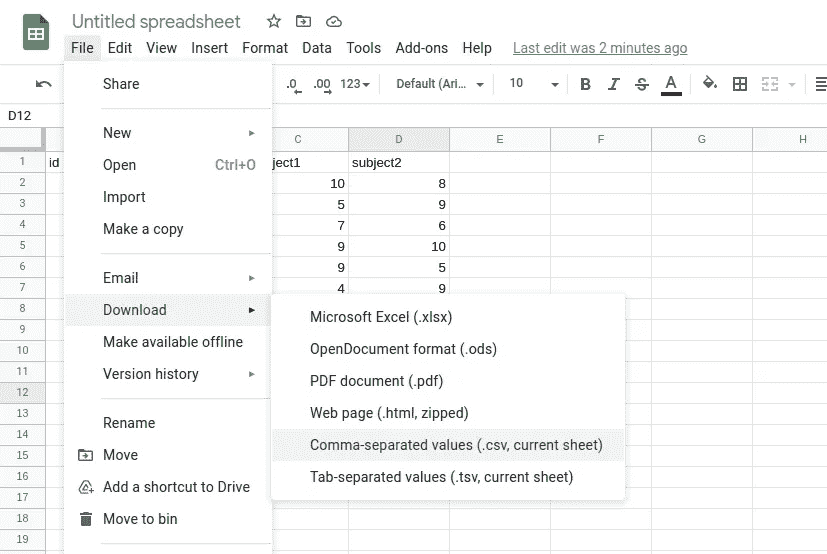 Untitled spreadsheet
File Edit View Insert Format Data Tools Add-ons Help Last edit was 2 minutes ago
.0 .00 123 Default (Ari... 10 B I S A
D12
C D E F G H
1 id ject1 subject2
2 10 8
3 5 9
4 7 6
5 9 10
6 9 5
7 4 9
8
9
10
11
12
13
14
15
16
17
18
19
Share
New
Open Ctrl+O
Import
Make a copy
Email
Download
Make available offline
Version history
Rename
Move
Add a shortcut to Drive
Move to bin
Microsoft Excel (.xlsx)
OpenDocument format (.ods)
PDF document (.pdf)
Web page (.html, zipped)
Comma-separated values (.csv, current sheet)
Tab-separated values (.tsv, current sheet)